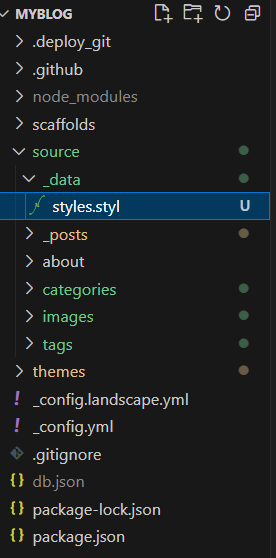 MYBLOG
.deploy_git
.github
node_modules
scaffolds
source
_data
styles.styl U
_posts
about
categories
images
tags
themes
! _config.landscape.yml
! _config.yml
.gitignore
{} db.json
{} package-lock.json
{} package.json